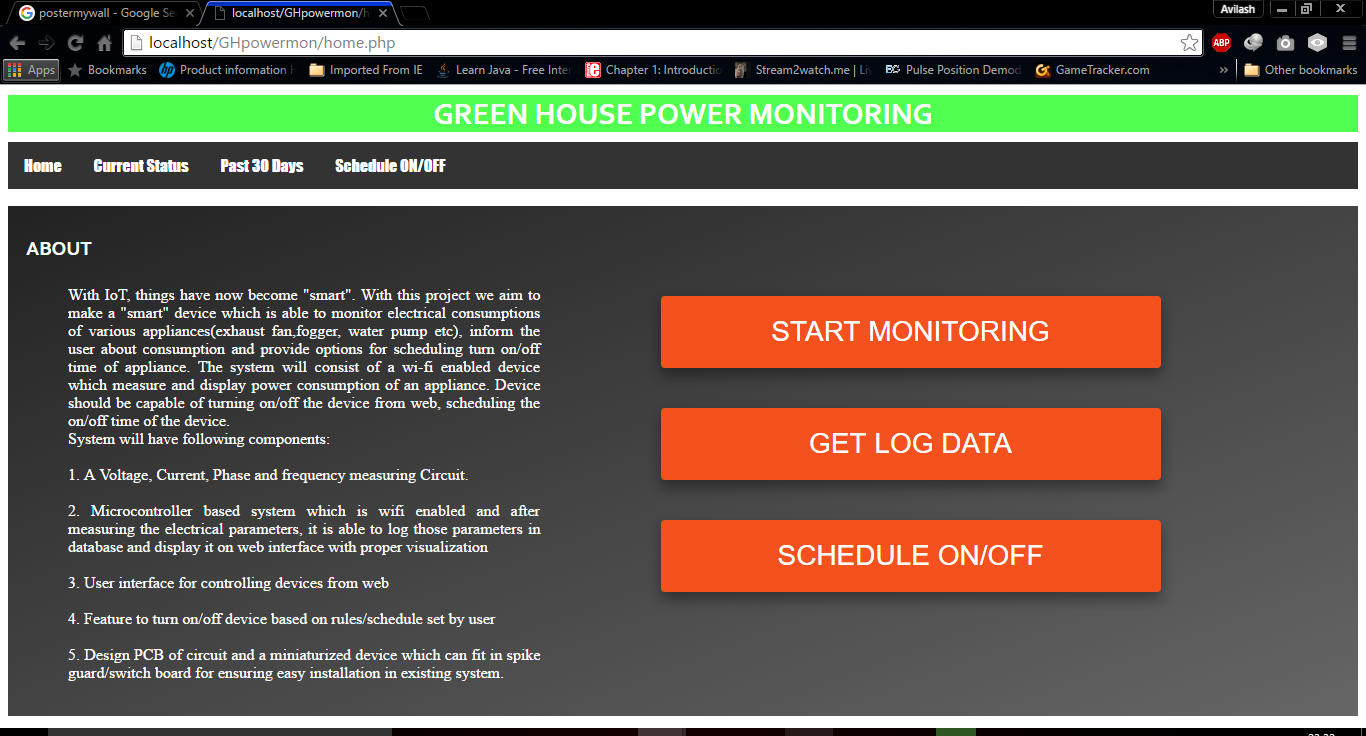 postermywall - Google Se
localhost/GHpowermon/h
Avilash
localhost/GHpowermon/home.php
ABP
Apps Bookmarks Product information Imported From IE Learn Java - Free Inter Chapter 1: Introductio Stream2watch.me | Li Pulse Position Demod GameTracker.com » Other bookmarks
GREEN HOUSE POWER MONITORING
Home Current Status Past 30 Days Schedule ON/OFF
ABOUT
With IoT, things have now become "smart". With this project we aim to
make a "smart" device which is able to monitor electrical consumptions
of various appliances(exhaust fan,fogger, water pump etc), inform the
user about consumption and provide options for scheduling turn on/off
time of appliance. The system will consist of a wi-fi enabled device
which measure and display power consumption of an appliance. Device
should be capable of turning on/off the device from web, scheduling the
on/off time of the device.
System will have following components:
1. A Voltage, Current, Phase and frequency measuring Circuit.
2. Microcontroller based system which is wifi enabled and after
measuring the electrical parameters, it is able to log those parameters in
database and display it on web interface with proper visualization
3. User interface for controlling devices from web
4. Feature to turn on/off device based on rules/schedule set by user
5. Design PCB of circuit and a miniaturized device which can fit in spike
guard/switch board for ensuring easy installation in existing system.
START MONITORING
GET LOG DATA
SCHEDULE ON/OFF